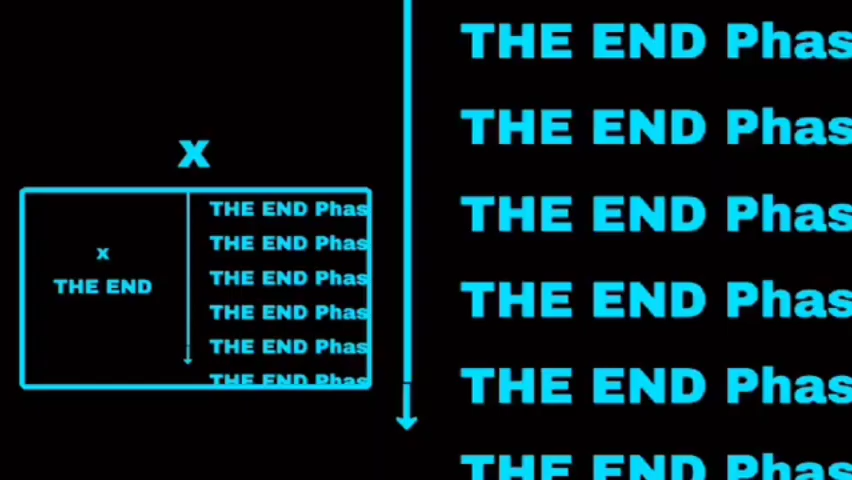 x
THE END Phas
THE END Phas
THE END Phas
THE END Phas
THE END Phas
THE END Phas
x
THE END
THE END Phas
THE END Phas
THE END Phas
THE END Phas
THE END Phas
THE END Phas